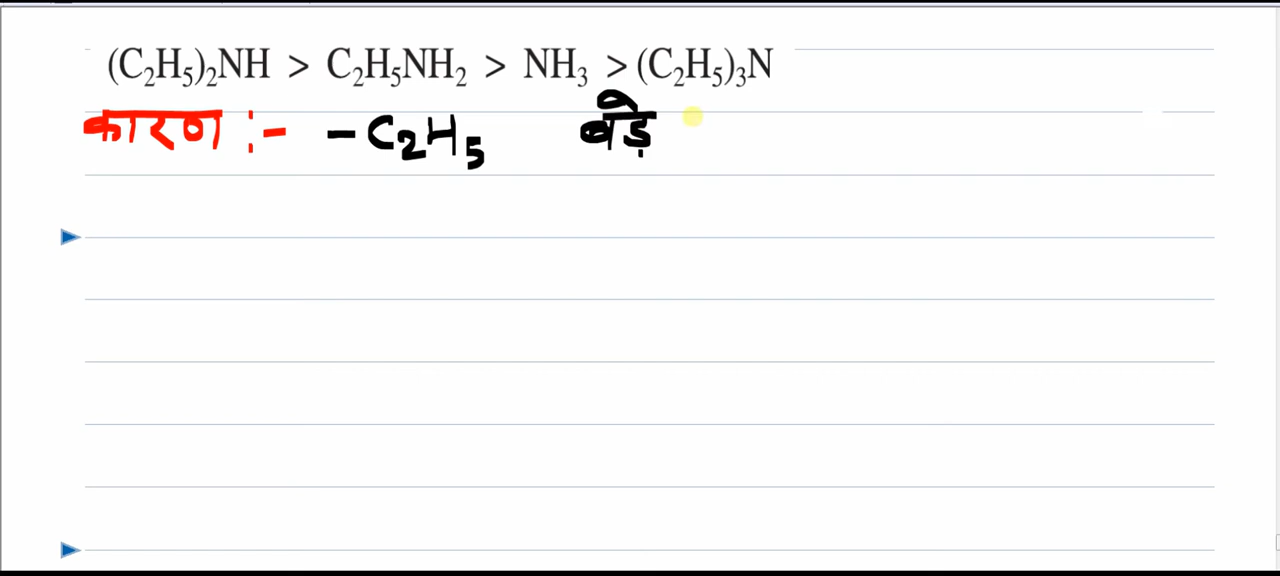 (C₂H₅)₂NH > C₂H₅NH₂ > NH₃ > (C₂H₅)₃N
कारण :- -C₂H₅ बड़े